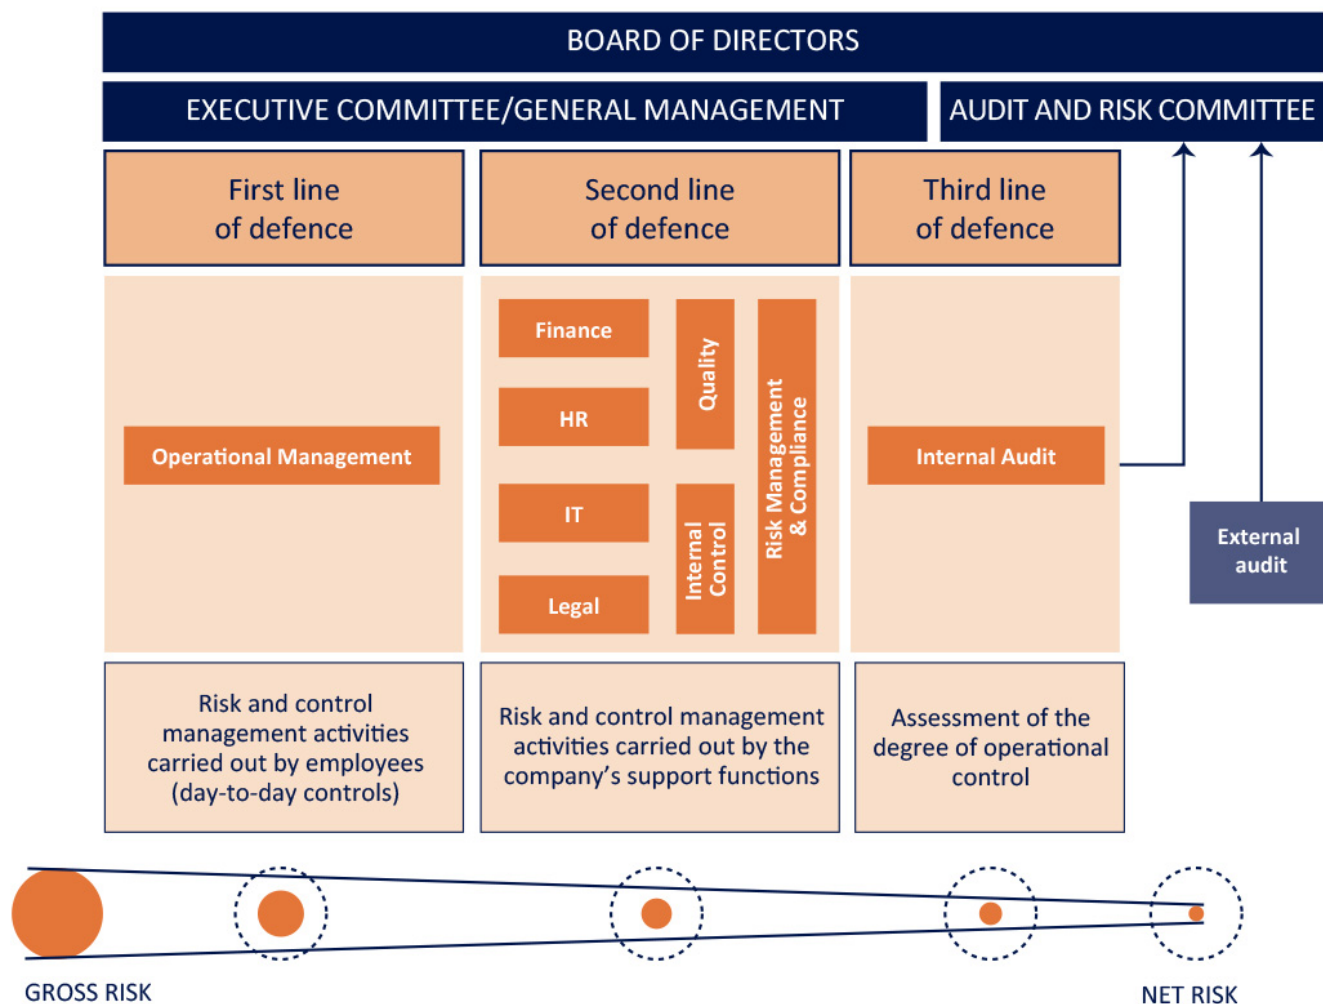 BOARD OF DIRECTORS
EXECUTIVE COMMITTEE/GENERAL MANAGEMENT
AUDIT AND RISK COMMITTEE
First line
of defence
Second line
of defence
Third line
of defence
Operational Management
Finance
HR
IT
Legal
Quality
Internal
Control
Risk Management
& Compliance
Internal Audit
External
audit
Risk and control
management activities
carried out by employees
(day-to-day controls)
Risk and control management
activities carried out by the
company’s support functions
Assessment of the
degree of operational
control
GROSS RISK
NET RISK